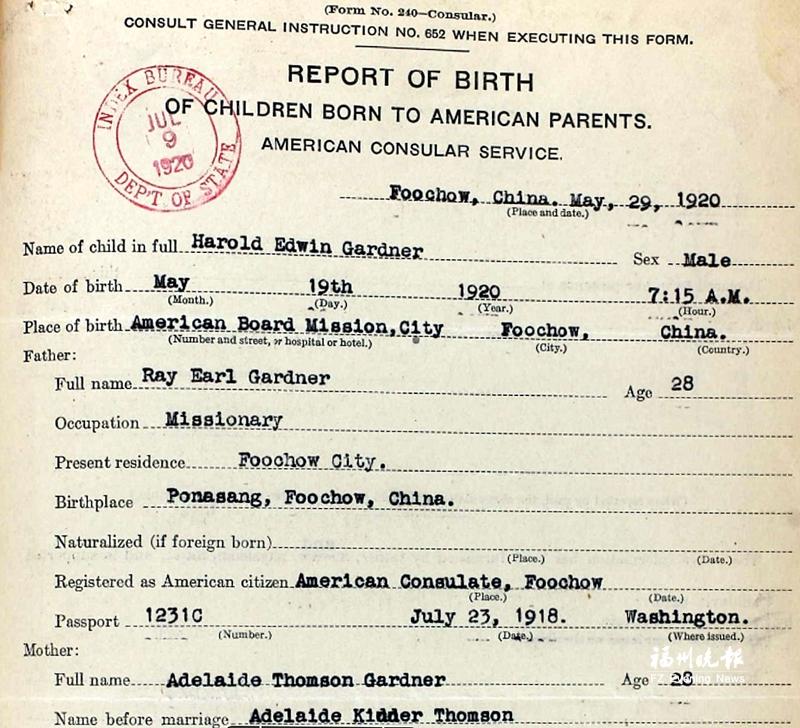 (Form No. 240—Consular.)
CONSULT GENERAL INSTRUCTION NO. 652 WHEN EXECUTING THIS FORM.
REPORT OF BIRTH
OF CHILDREN BORN TO AMERICAN PARENTS.
AMERICAN CONSULAR SERVICE.
INDEX BUREAU
JUL
9
1920
DEP'T OF STATE
Foochow, China. May, 29, 1920
(Place and date.)
Name of child in full Harold Edwin Gardner Sex Male
Date of birth May 19th 1920 7:15 A.M.
(Month.) (Day.) (Year.) (Hour.)
Place of birth American Board Mission, City Foochow, China.
(Number and street, or hospital or hotel.) (City.) (Country.)
Father:
Full name Ray Earl Gardner Age 28
Occupation Missionary
Present residence Foochow City.
Birthplace Ponasang, Foochow, China.
Naturalized (if foreign born)
(Place.) (Date.)
Registered as American citizen American Consulate, Foochow
(Place.) (Date.)
Passport 1231C July 23, 1918. Washington.
(Number.) (Date.) (Where issued.)
Mother:
Full name Adelaide Thomson Gardner Age
Name before marriage Adelaide Kidder Thomson
福州晚报
FZ Evening News